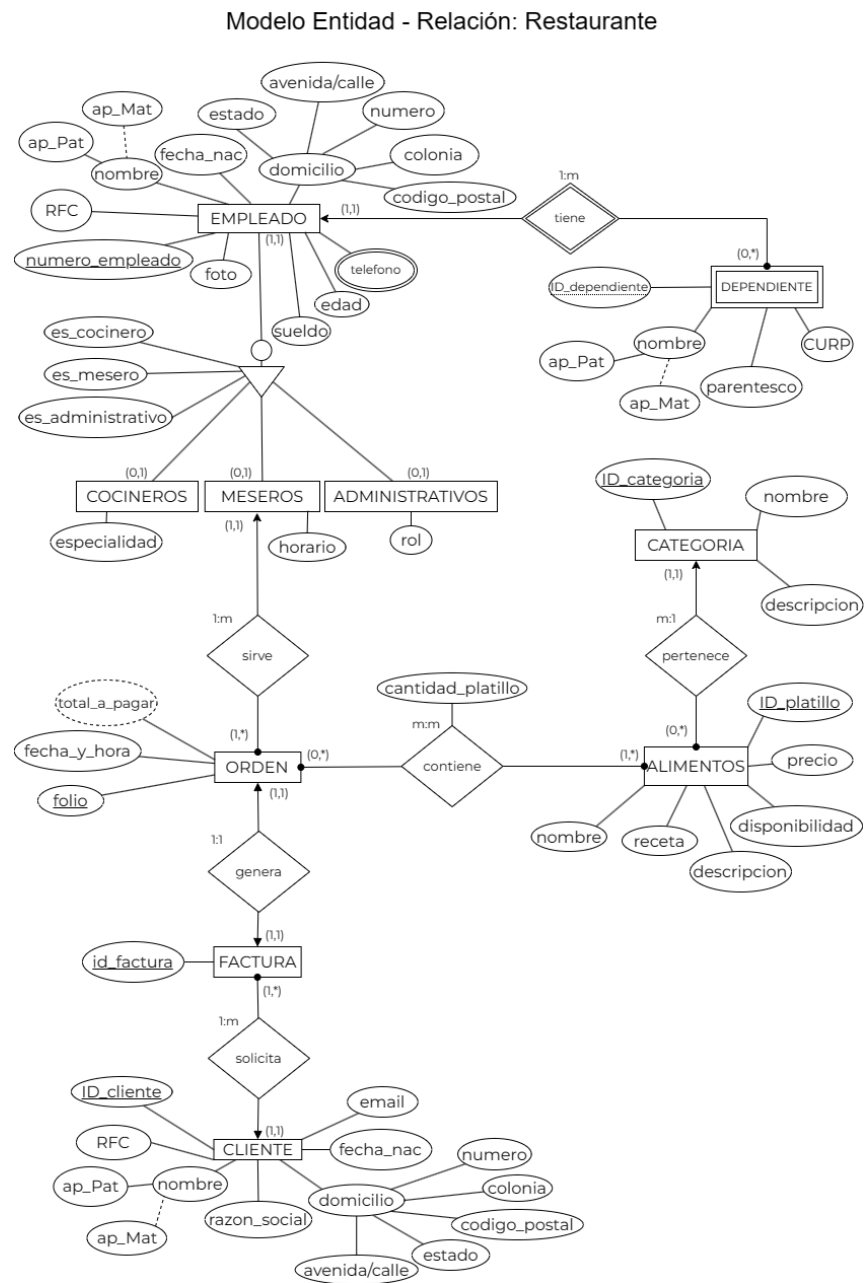 Modelo Entidad - Relación: Restaurante
avenida/calle
estado
numero
ap_Mat
ap_Pat
fecha_nac
colonia
nombre
domicilio
codigo_postal
1:m
RFC
EMPLEADO
(1,1)
tiene
(1,1)
numero_empleado
foto
telefono
(0,*)
edad
ID_dependiente
DEPENDIENTE
sueldo
es_cocinero
nombre
CURP
ap_Pat
es_mesero
parentesco
ap_Mat
es_administrativo
(0,1)
(0,1)
(0,1)
ID_categoria
COCINEROS
MESEROS
ADMINISTRATIVOS
nombre
(1,1)
especialidad
horario
rol
CATEGORIA
(1,1)
descripcion
1:m
m:1
sirve
pertenece
cantidad_platillo
total_a_pagar
ID_platillo
m:m
(1,*)
(0,*)
(0,*)
fecha_y_hora
ORDEN
contiene
(1,*)
ALIMENTOS
precio
folio
(1,1)
disponibilidad
nombre
receta
1:1
descripcion
genera
(1,1)
id_factura
FACTURA
(1,*)
1:m
solicita
ID_cliente
email
(1,1)
RFC
CLIENTE
fecha_nac
numero
ap_Pat
nombre
colonia
domicilio
razon_social
codigo_postal
ap_Mat
estado
avenida/calle